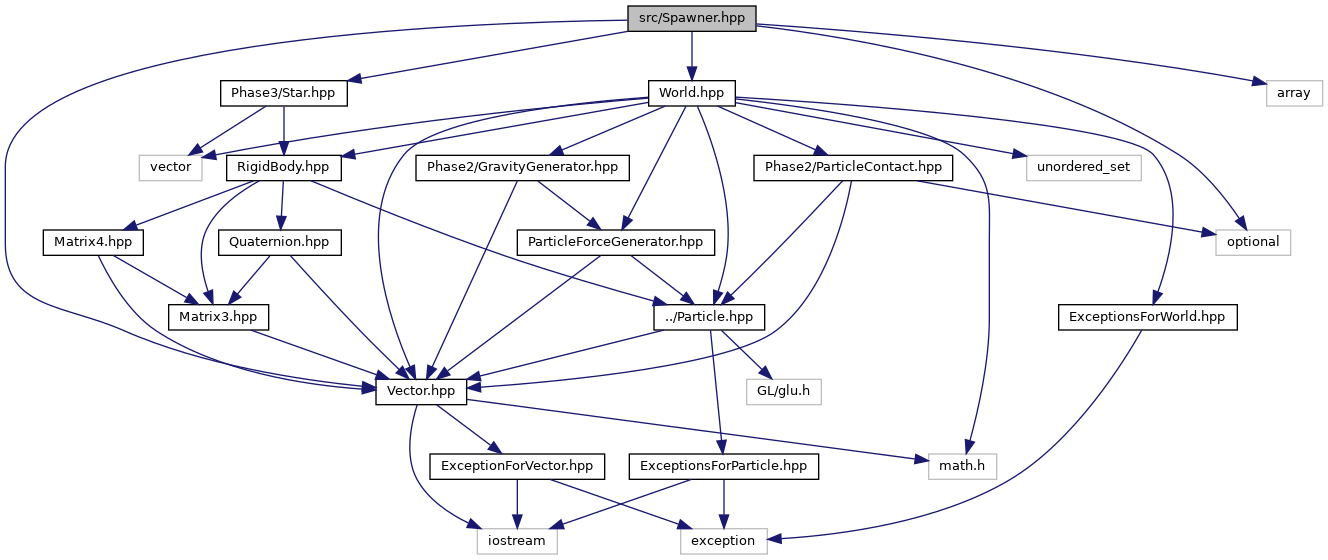 src/Spawner.hpp
Phase3/Star.hpp
World.hpp
array
vector
RigidBody.hpp
Phase2/GravityGenerator.hpp
Phase2/ParticleContact.hpp
unordered_set
Matrix4.hpp
Quaternion.hpp
ParticleForceGenerator.hpp
optional
Matrix3.hpp
../Particle.hpp
ExceptionsForWorld.hpp
Vector.hpp
GL/glu.h
ExceptionForVector.hpp
ExceptionsForParticle.hpp
math.h
iostream
exception